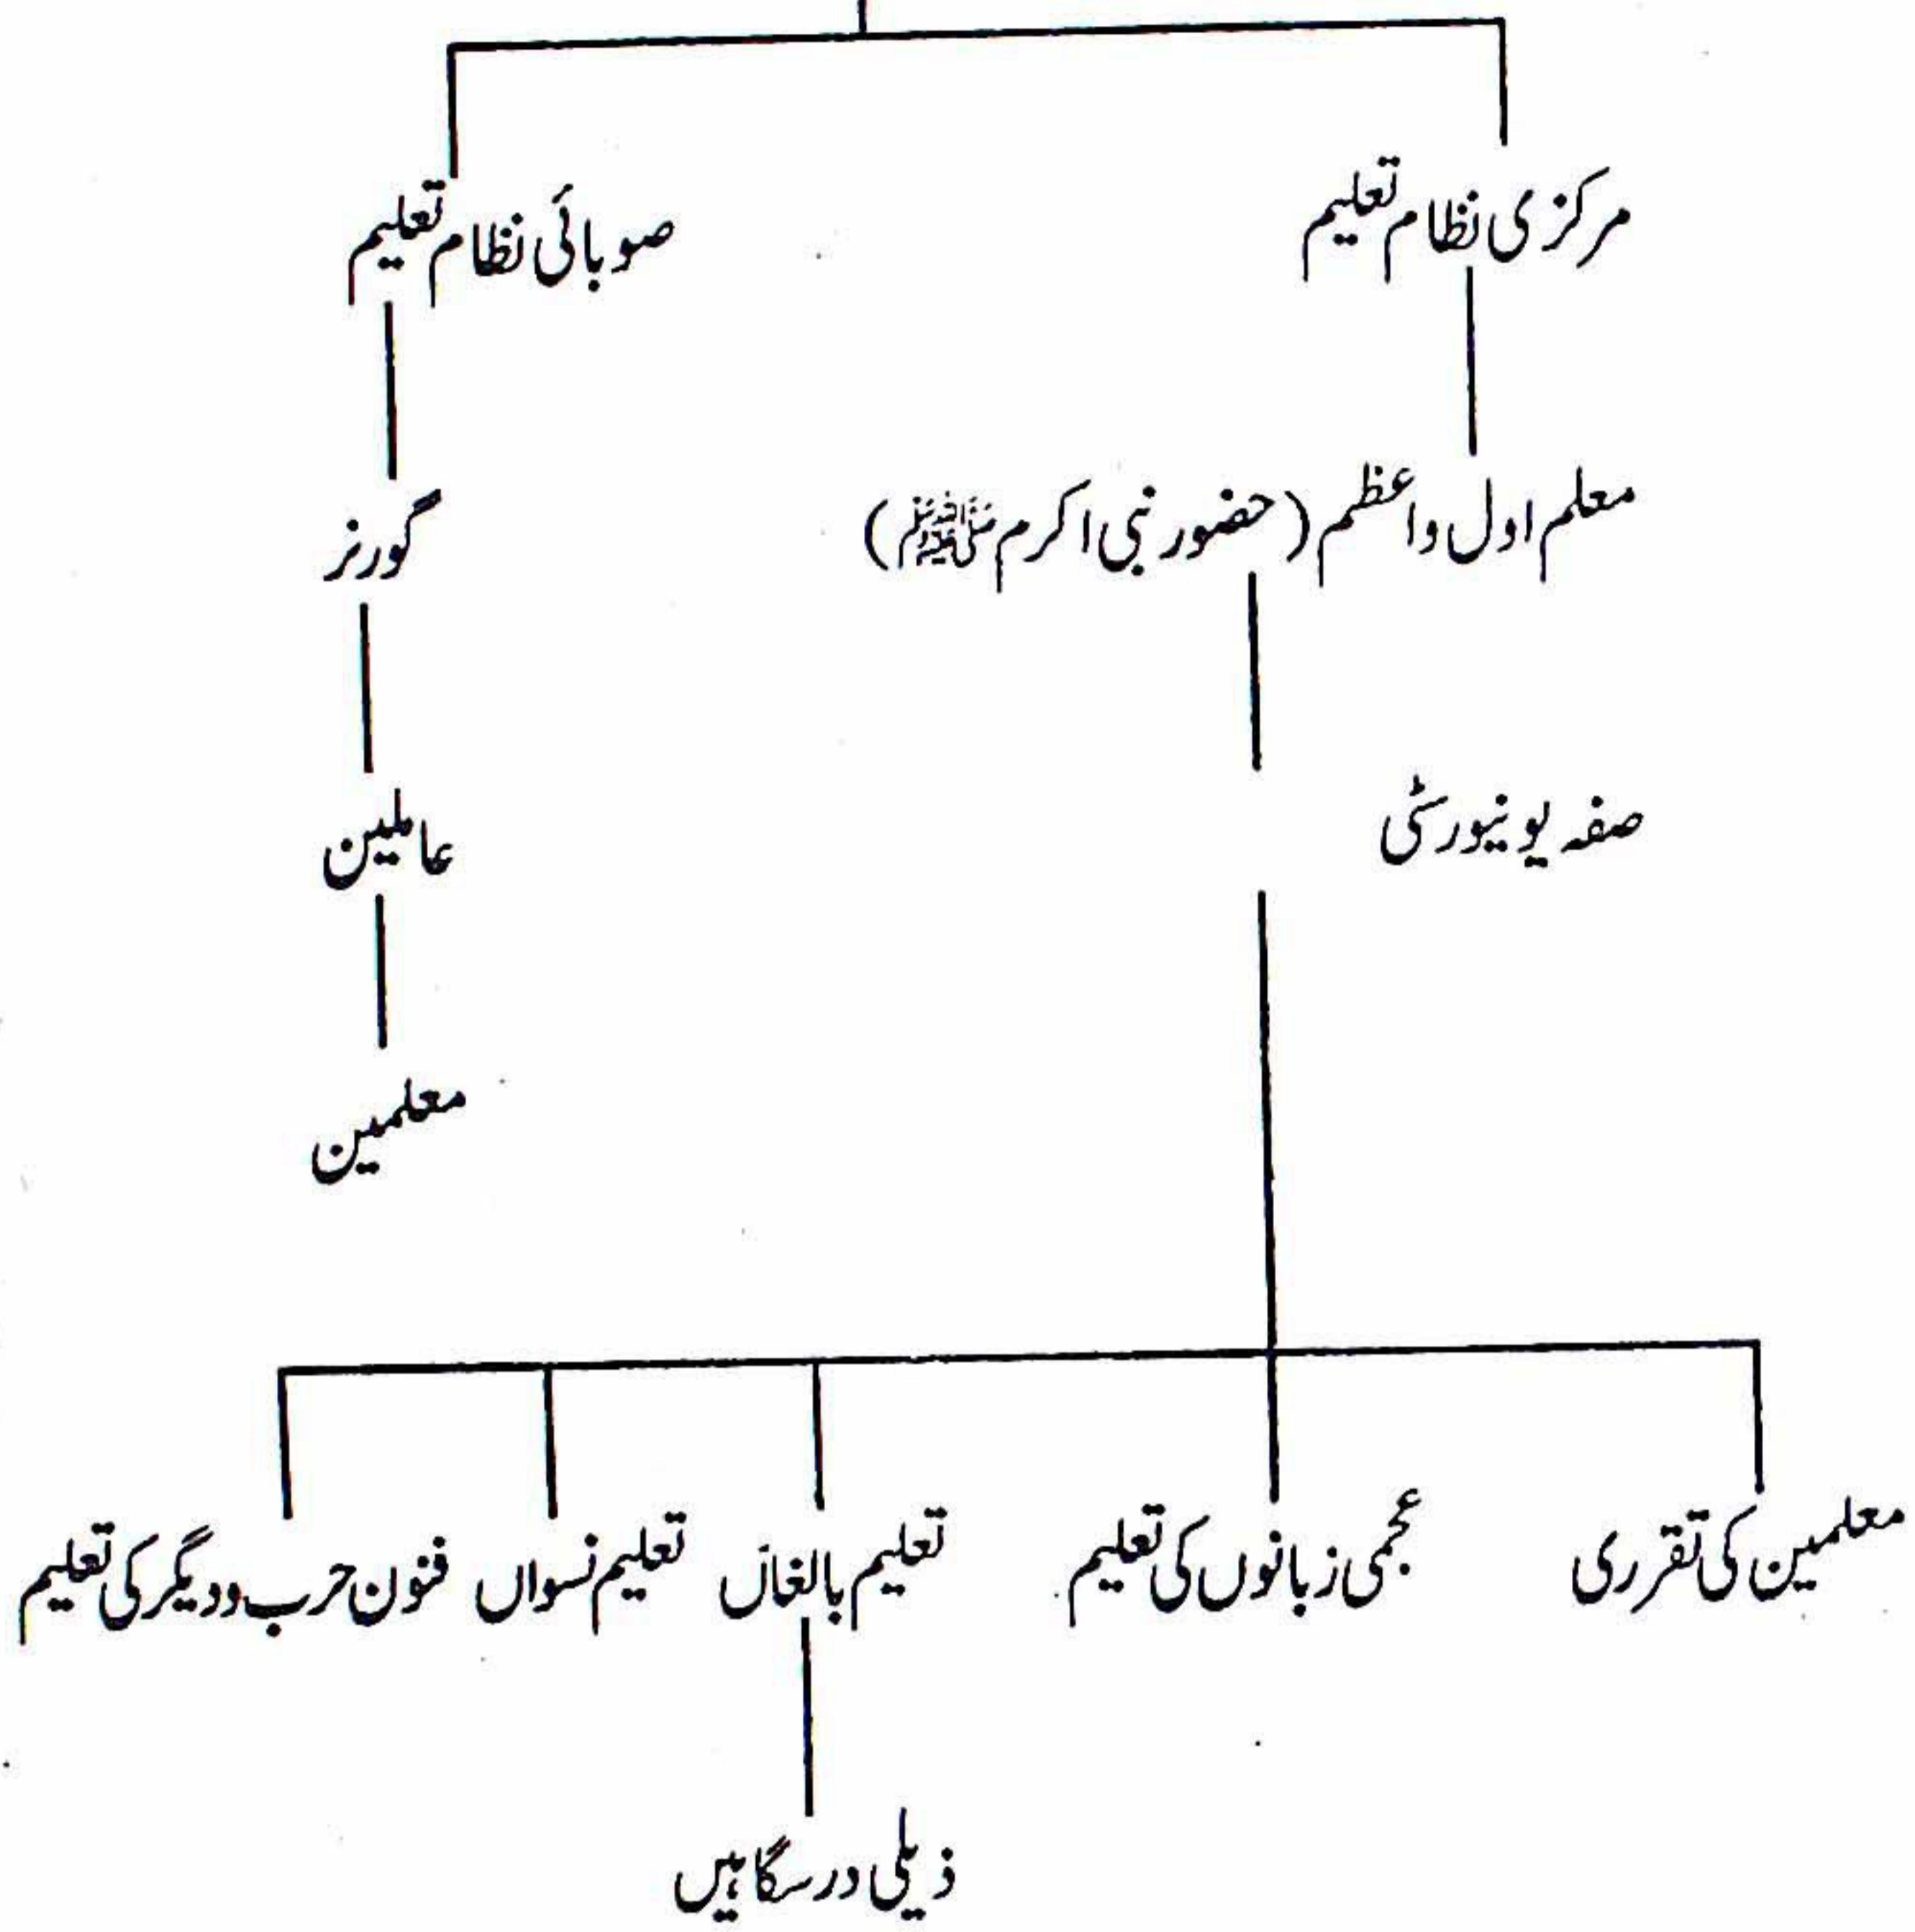 مرکزی نظام تعلیم
صوبائی نظام تعلیم
معلم اول واعظم (حضور نبی اکرم ﷺ)
گورنر
صفہ یونیورسٹی
عاملین
معلمین
معلمین کی تقرری
عجمی زبانوں کی تعلیم
تعلیم بالغاں
تعلیم نسواں
فنون حرب ودیگر کی تعلیم
ذیلی درسگاہیں